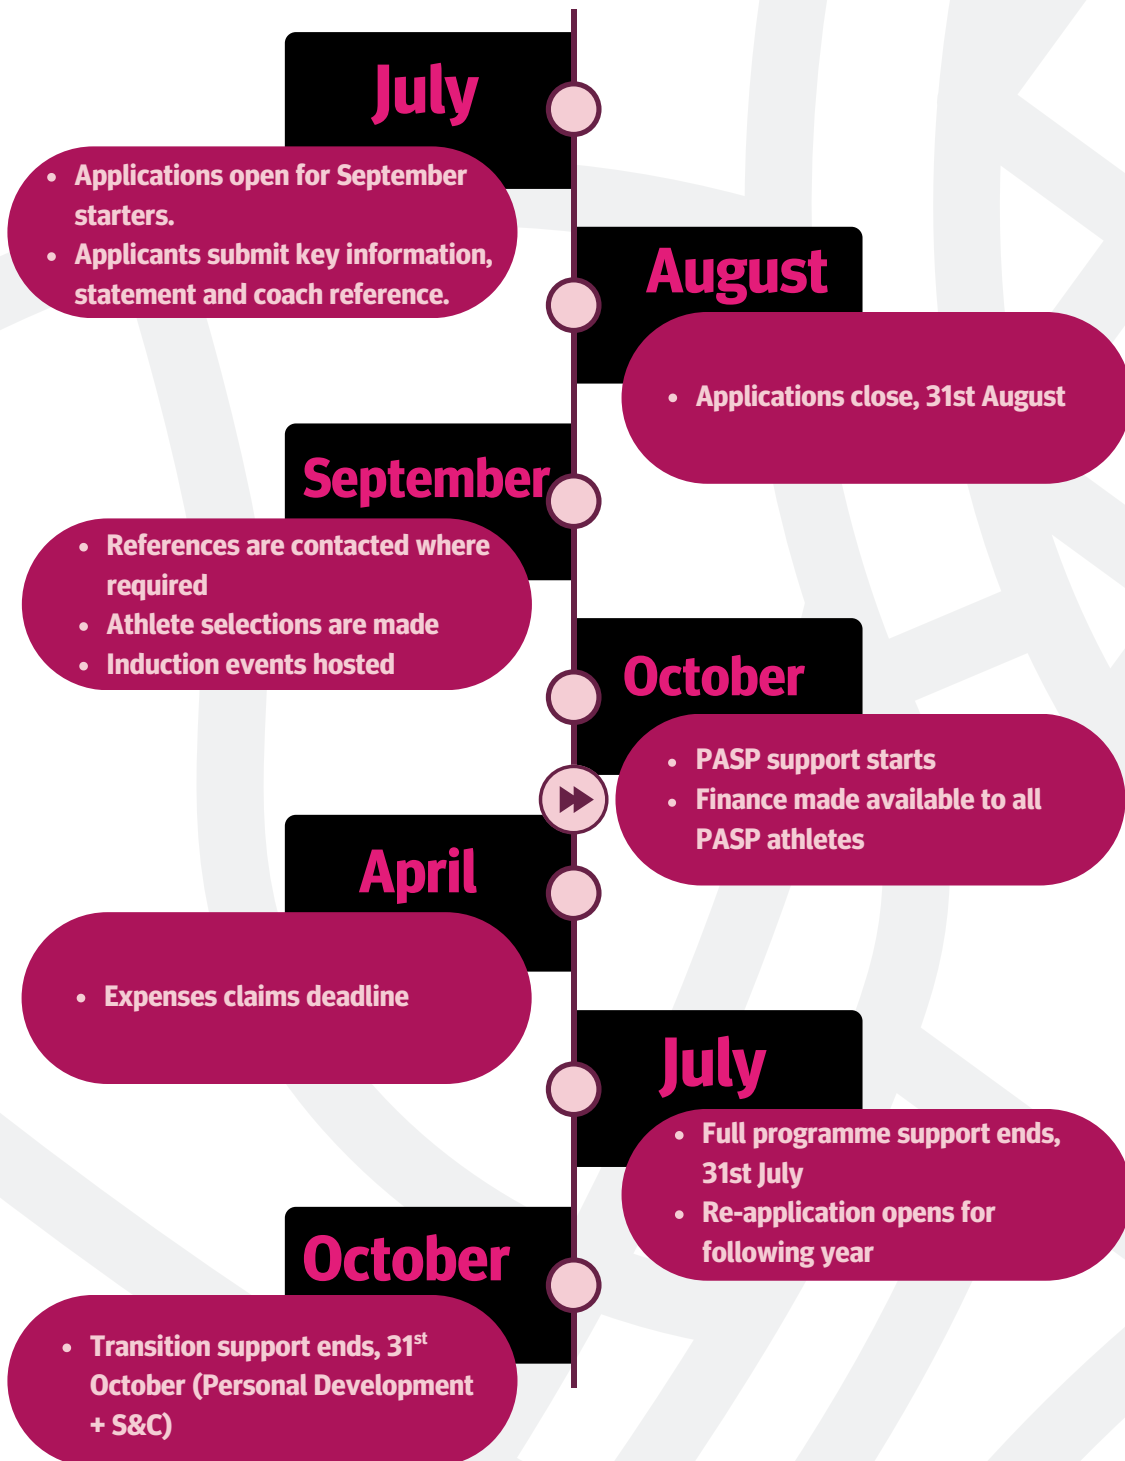 July
• Applications open for September
starters.
• Applicants submit key information,
statement and coach reference.
August
• Applications close, 31st August
September
• References are contacted where
required
• Athlete selections are made
• Induction events hosted
October
• PASP support starts
• Finance made available to all
PASP athletes
April
• Expenses claims deadline
July
• Full programme support ends,
31st July
• Re-application opens for
following year
October
• Transition support ends, 31st
October (Personal Development
+ S&C)